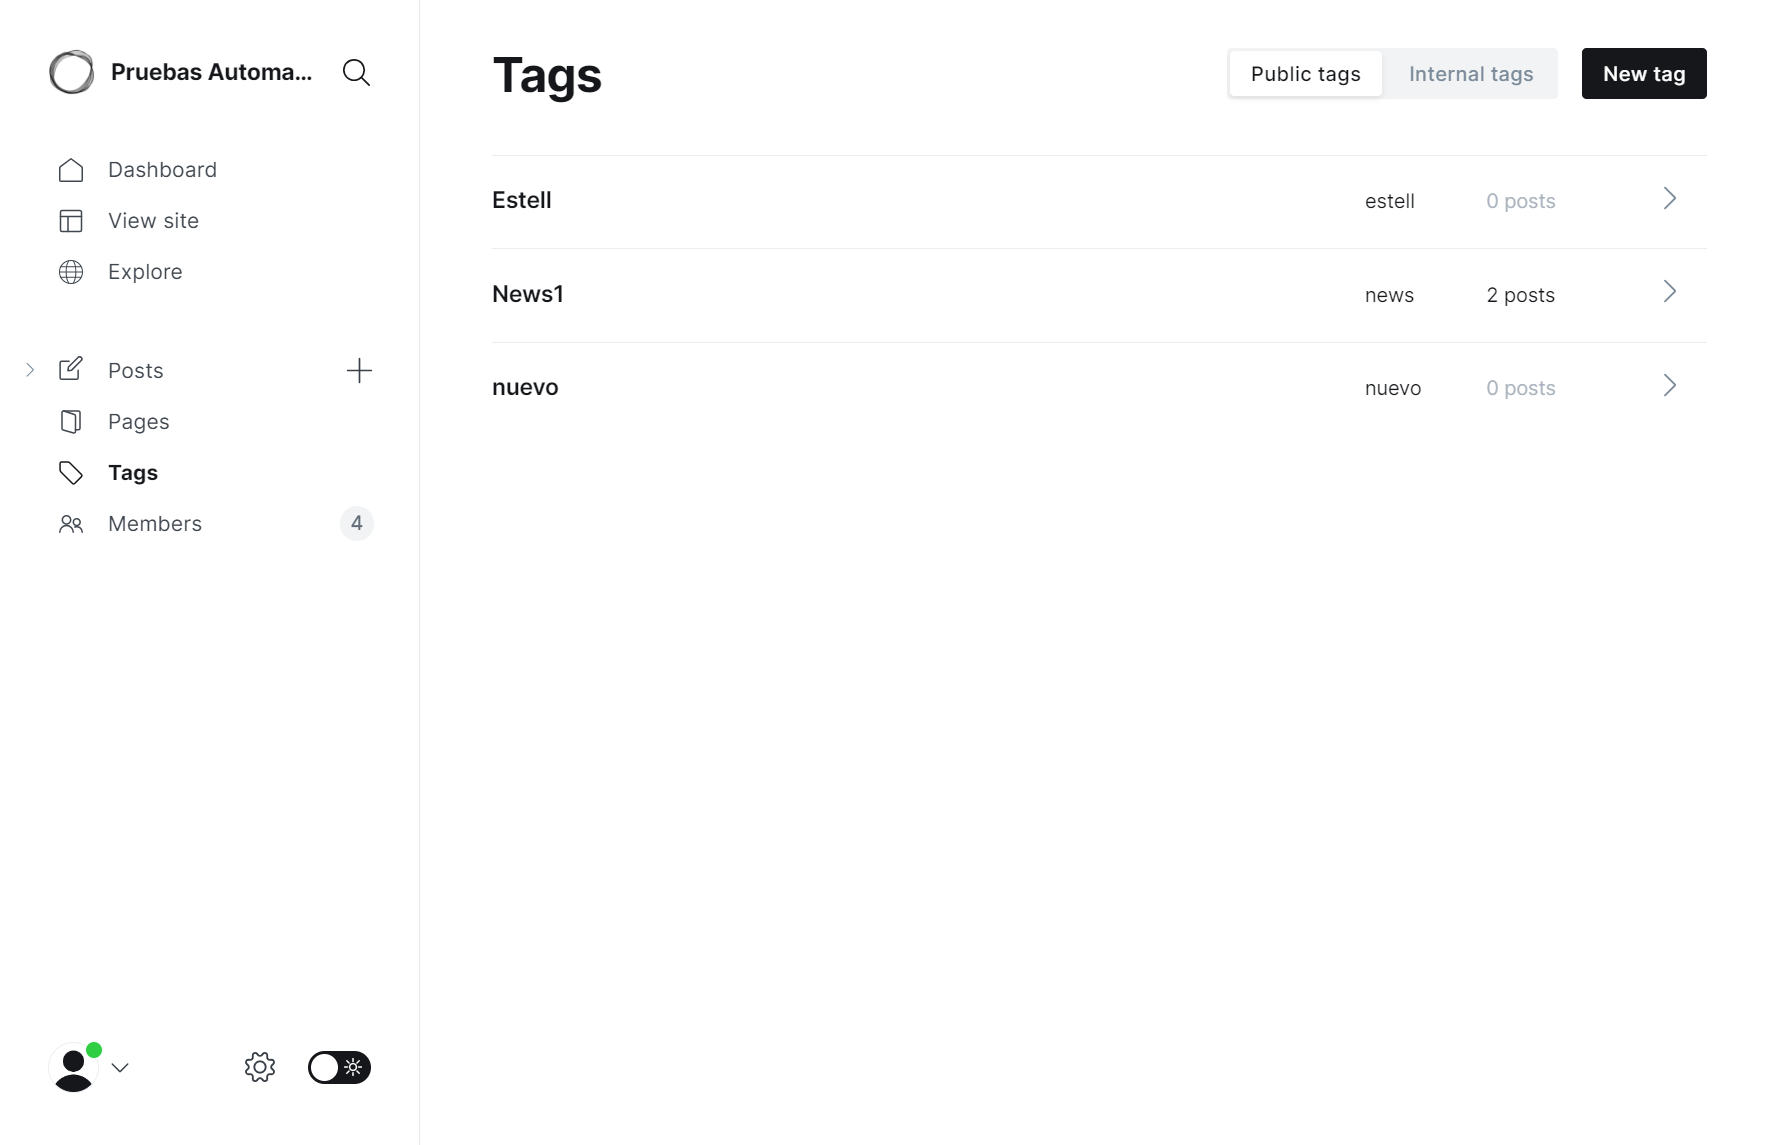 Pruebas Automa...
Dashboard
View site
Explore
Posts
Pages
Tags
Members 4
Tags
Public tags Internal tags New tag
Estell estell 0 posts
News1 news 2 posts
nuevo nuevo 0 posts